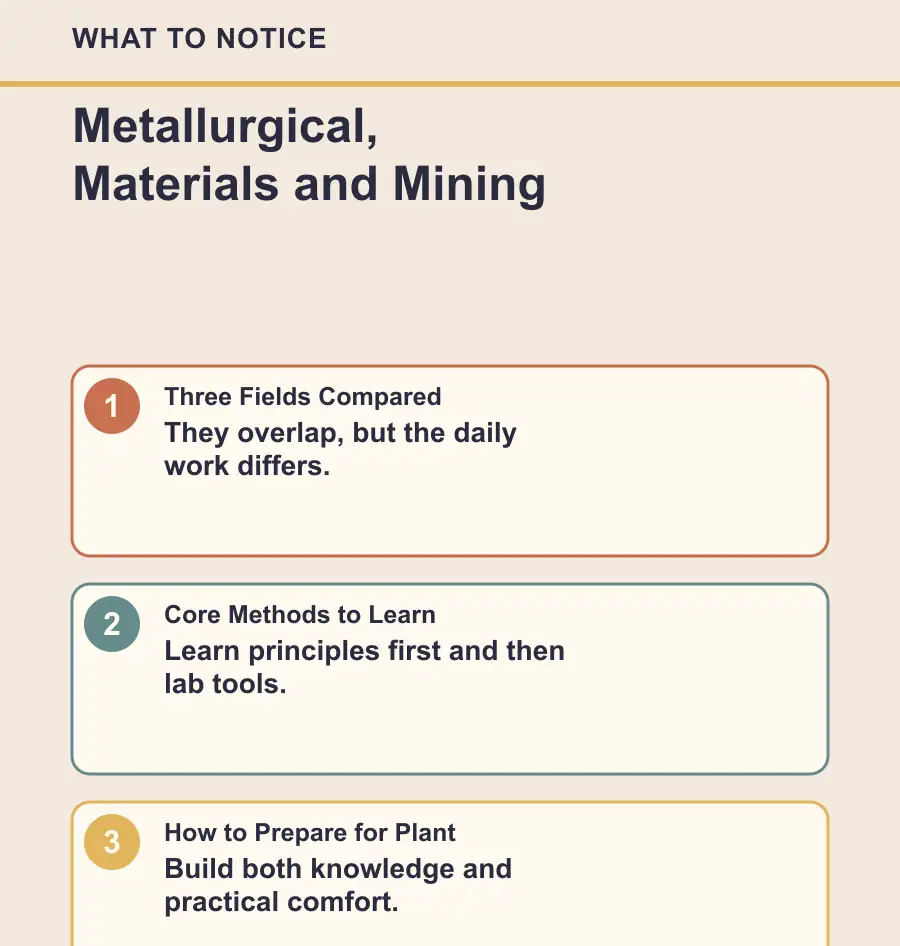 WHAT TO NOTICE
Metallurgical,
Materials and Mining
1
Three Fields Compared
They overlap, but the daily
work differs.
2
Core Methods to Learn
Learn principles first and then
lab tools.
3
How to Prepare for Plant
Build both knowledge and
practical comfort.